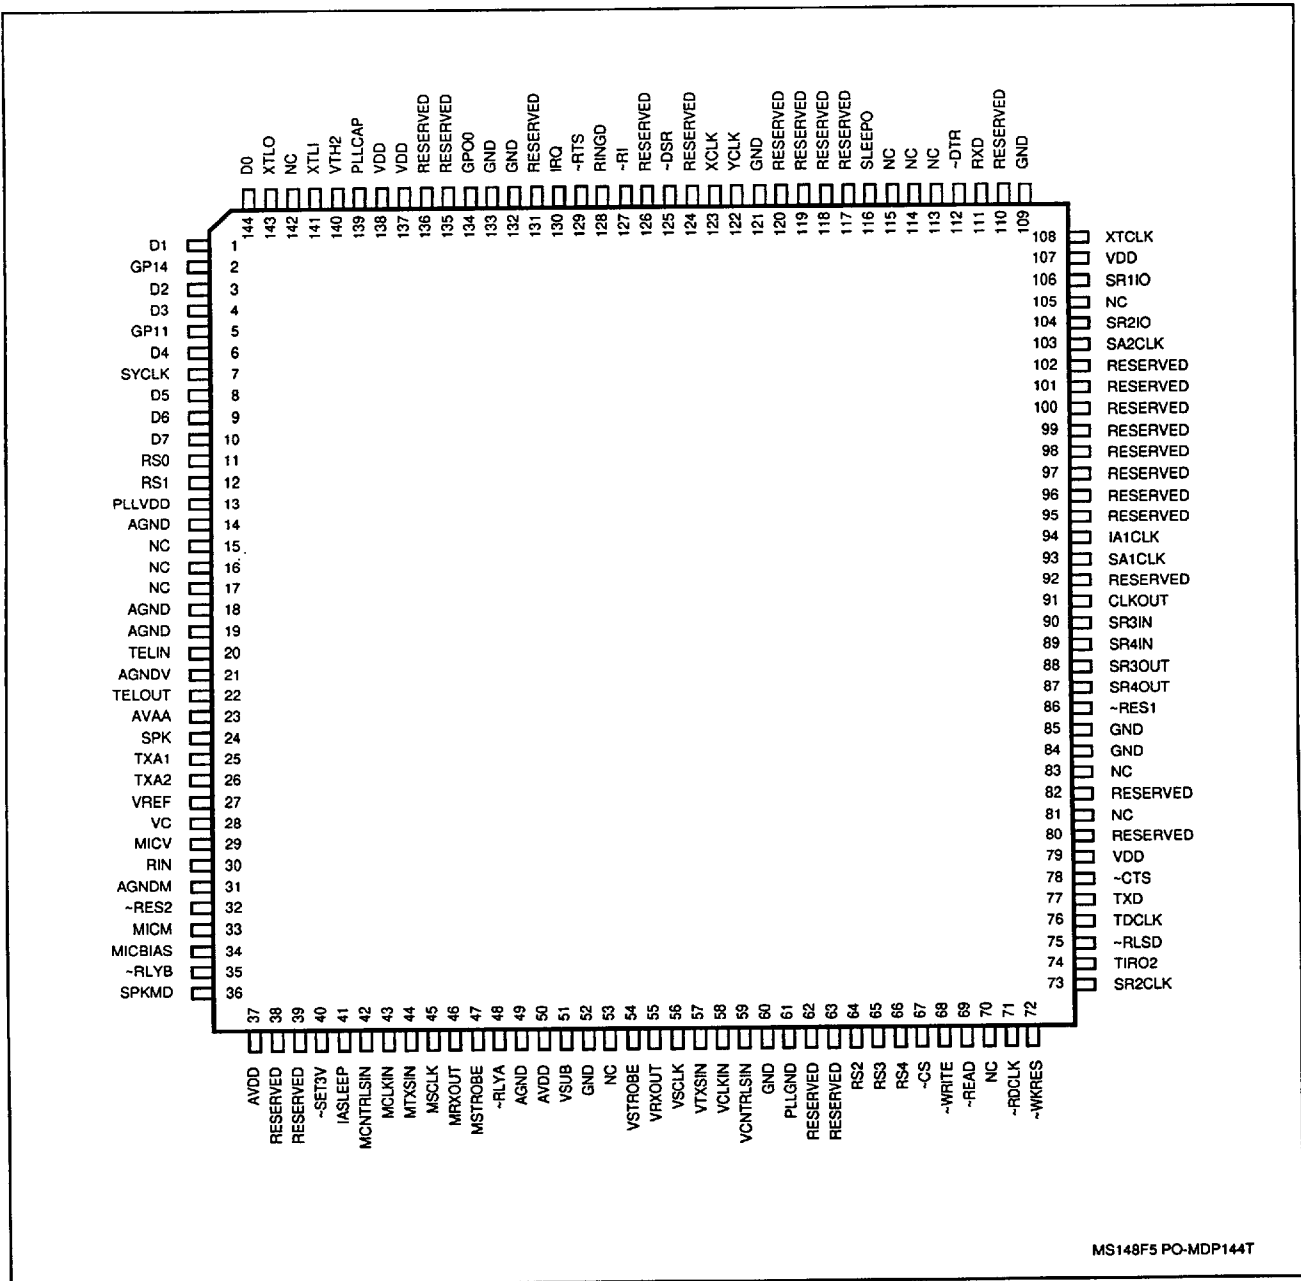 D0 XTLO NC XTLI VTH2 PLLCAP VDD VDD RESERVED RESERVED GPO0 GND GND RESERVED IRQ ~RTS RINGD ~RI RESERVED ~DSR RESERVED XCLK YCLK GND RESERVED RESERVED RESERVED RESERVED SLEEPO NC NC NC ~DTR RXD RESERVED GND
144 143 142 141 140 139 138 137 136 135 134 133 132 131 130 129 128 127 126 125 124 123 122 121 120 119 118 117 116 115 114 113 112 111 110 109
D1 1
GP14 2
D2 3
D3 4
GP11 5
D4 6
SYCLK 7
D5 8
D6 9
D7 10
RS0 11
RS1 12
PLLVDD 13
AGND 14
NC 15
NC 16
NC 17
AGND 18
AGND 19
TELIN 20
AGNDV 21
TELOUT 22
AVAA 23
SPK 24
TXA1 25
TXA2 26
VREF 27
VC 28
MICV 29
RIN 30
AGNDM 31
~RES2 32
MICM 33
MICBIAS 34
~RLYB 35
SPKMD 36
108 XTCLK
107 VDD
106 SR1IO
105 NC
104 SR2IO
103 SA2CLK
102 RESERVED
101 RESERVED
100 RESERVED
99 RESERVED
98 RESERVED
97 RESERVED
96 RESERVED
95 RESERVED
94 IA1CLK
93 SA1CLK
92 RESERVED
91 CLKOUT
90 SR3IN
89 SR4IN
88 SR3OUT
87 SR4OUT
86 ~RES1
85 GND
84 GND
83 NC
82 RESERVED
81 NC
80 RESERVED
79 VDD
78 ~CTS
77 TXD
76 TDCLK
75 ~RLSD
74 TIRO2
73 SR2CLK
37 38 39 40 41 42 43 44 45 46 47 48 49 50 51 52 53 54 55 56 57 58 59 60 61 62 63 64 65 66 67 68 69 70 71 72
AVDD RESERVED RESERVED ~SET3V IASLEEP MCNTRLSIN MCLKIN MTXSIN MSCLK MRXOUT MSTROBE ~RLYA AGND AVDD VSUB GND NC VSTROBE VRXOUT VSCLK VTXSIN VCLKIN VCNTRLSIN GND PLLGND RESERVED RESERVED RS2 RS3 RS4 ~CS ~WRITE ~READ NC ~RDCLK ~WKRES
MS148F5 PO-MDP144T